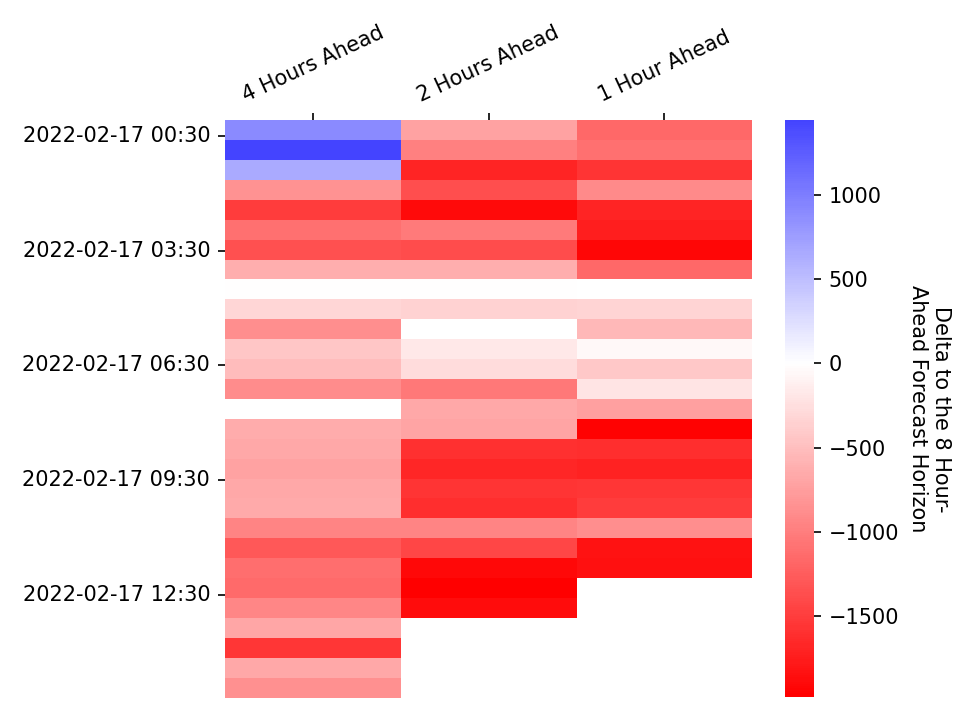 4 Hours Ahead
2 Hours Ahead
1 Hour Ahead
2022-02-17 00:30
2022-02-17 03:30
2022-02-17 06:30
2022-02-17 09:30
2022-02-17 12:30
1000
500
0
−500
−1000
−1500
Delta to the 8 Hour-
Ahead Forecast Horizon